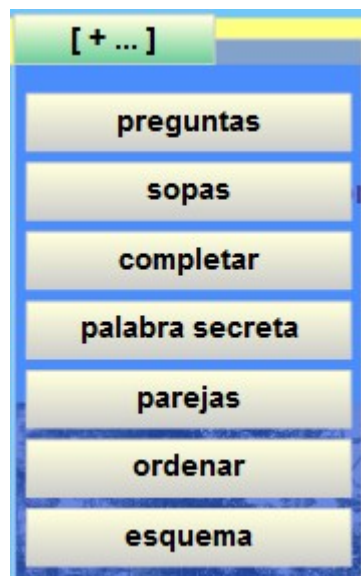 [ + ... ]
preguntas
sopas
completar
palabra secreta
parejas
ordenar
esquema